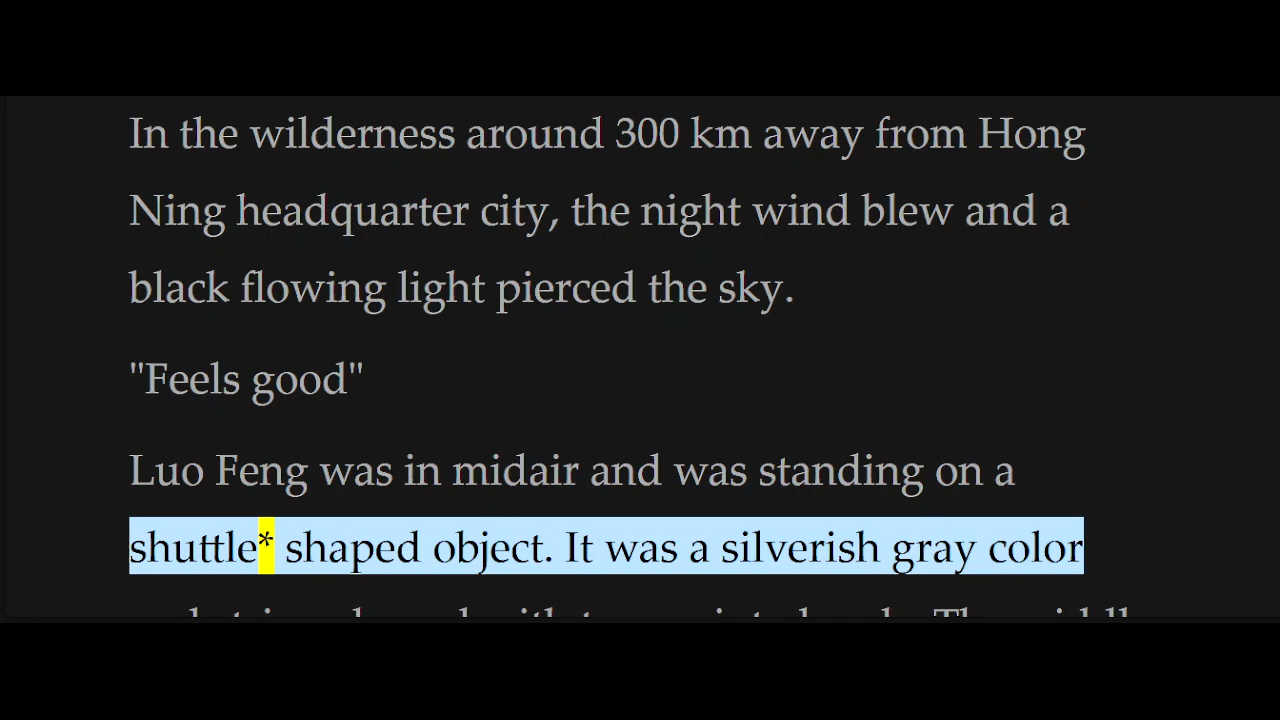 In the wilderness around 300 km away from Hong
Ning headquarter city, the night wind blew and a
black flowing light pierced the sky.
"Feels good"
Luo Feng was in midair and was standing on a
shuttle* shaped object. It was a silverish gray color